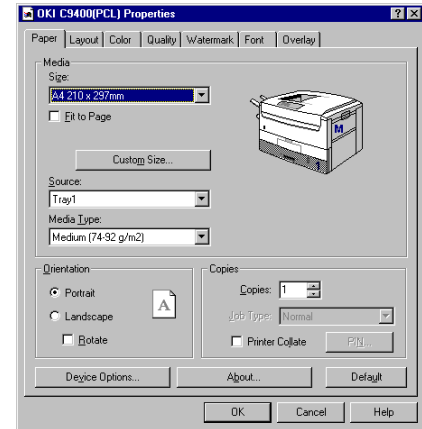 OKI C9400(PCL) Properties
Paper Layout Color Quality Watermark Font Overlay
Media
Size:
A4 210 x 297mm
Fit to Page
Custom Size...
Source:
Tray1
Media Type:
Medium (74-92 g/m2)
M
1
Orientation
Portrait
Landscape
Rotate
A
Copies
Copies: 1
Job Type: Normal
Printer Collate PIN...
Device Options... About... Default
OK Cancel Help